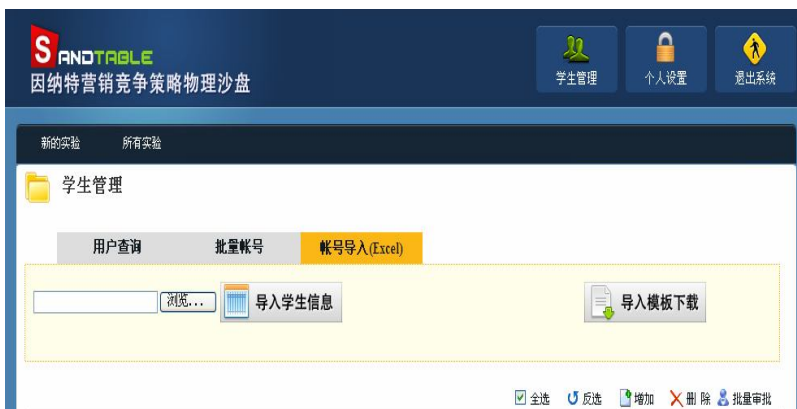 SANDTABLE
因纳特营销竞争策略物理沙盘
学生管理 个人设置 退出系统
新的实验 所有实验
学生管理
用户查询 批量帐号 帐号导入(Excel)
浏览... 导入学生信息 导入模板下载
全选 反选 增加 删 除 批量审批